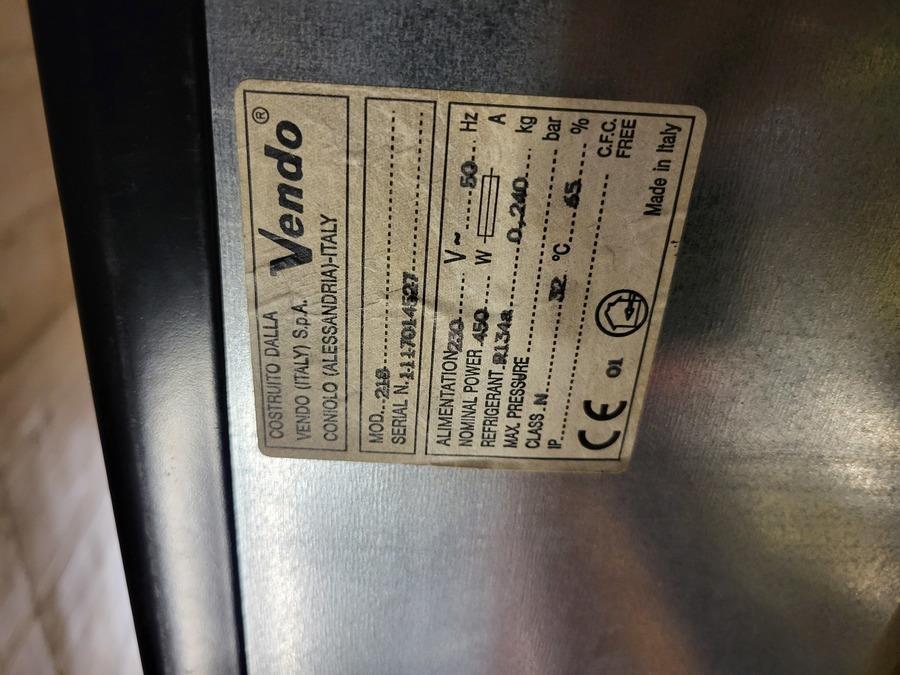 COSTRUITO DALLA
VENDO (ITALY) S.p.A. Vendo®
CONIOLO (ALESSANDRIA)-ITALY
MOD. 218
SERIAL N. 1117014527
ALIMENTATION 230 V ~ 50 Hz
NOMINAL POWER 450 W A
REFRIGERANT R134a 0,240 kg
MAX. PRESSURE bar
CLASS N 32 °C 65 %
IP C.F.C. FREE
CE 01 Made in Italy